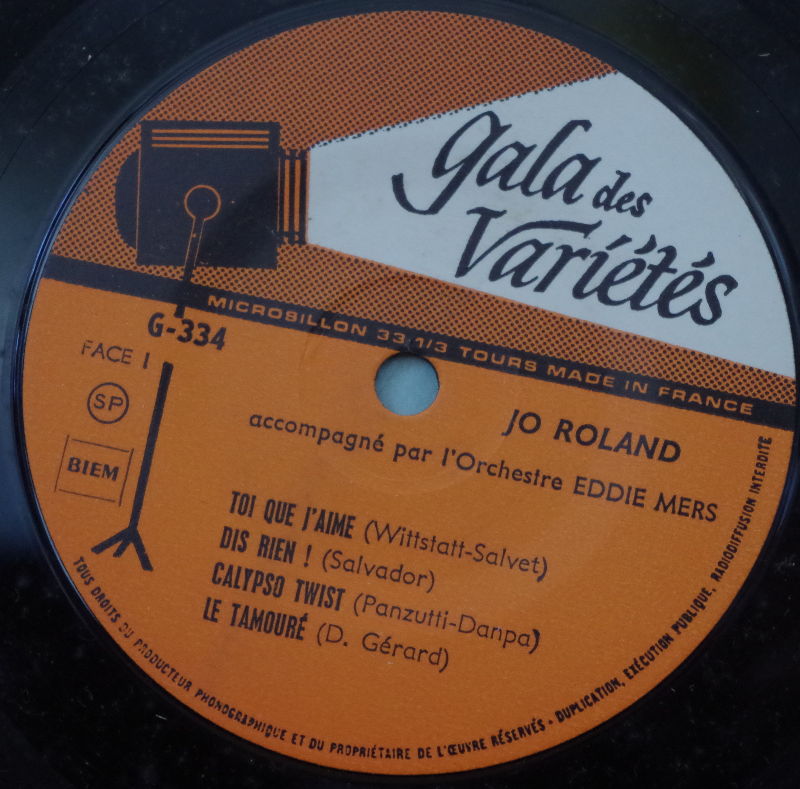 gala des
Variétés
MICROSILLON 33 1/3 TOURS MADE IN FRANCE
G-334
FACE 1
SP
BIEM
JO ROLAND
accompagné par l'Orchestre EDDIE MERS
TOI QUE J'AIME (Wittstatt-Salvet)
DIS RIEN ! (Salvador)
CALYPSO TWIST (Panzutti-Danpa)
LE TAMOURÉ (D. Gérard)
TOUS DROITS DU PRODUCTEUR PHONOGRAPHIQUE ET DU PROPRIÉTAIRE DE L'ŒUVRE RÉSERVÉS - DUPLICATION, EXÉCUTION PUBLIQUE, RADIODIFFUSION INTERDITE